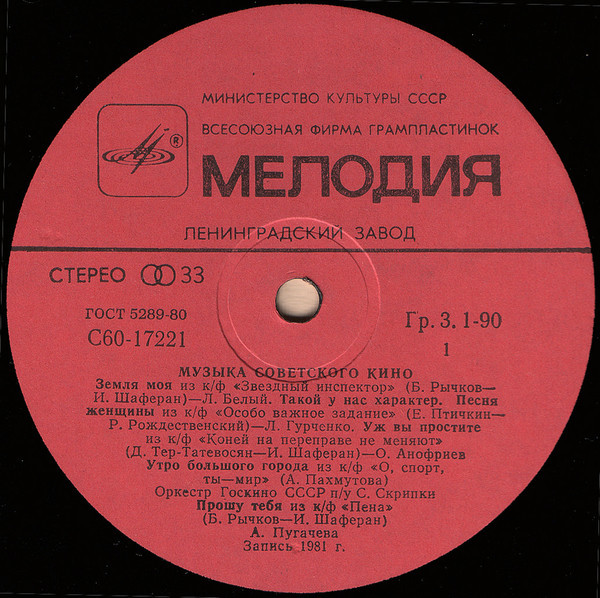 МИНИСТЕРСТВО КУЛЬТУРЫ СССР
ВСЕСОЮЗНАЯ ФИРМА ГРАМПЛАСТИНОК
®
МЕЛОДИЯ
ЛЕНИНГРАДСКИЙ ЗАВОД
СТЕРЕО 33
ГОСТ 5289-80
С60-17221
Гр. 3. 1-90
1
МУЗЫКА СОВЕТСКОГО КИНО
Земля моя из к/ф «Звездный инспектор» (Б. Рычков—
И. Шаферан)—Л. Белый. Такой у нас характер. Песня
женщины из к/ф «Особо важное задание» (Е. Птичкин—
Р. Рождественский)—Л. Гурченко. Уж вы простите
из к/ф «Коней на переправе не меняют»
(Д. Тер-Татевосян—И. Шаферан)—О. Анофриев
Утро большого города из к/ф «О, спорт,
ты—мир» (А. Пахмутова)
Оркестр Госкино СССР п/у С. Скрипки
Прошу тебя из к/ф «Пена»
(Б. Рычков—И. Шаферан)
А. Пугачева
Запись 1981 г.